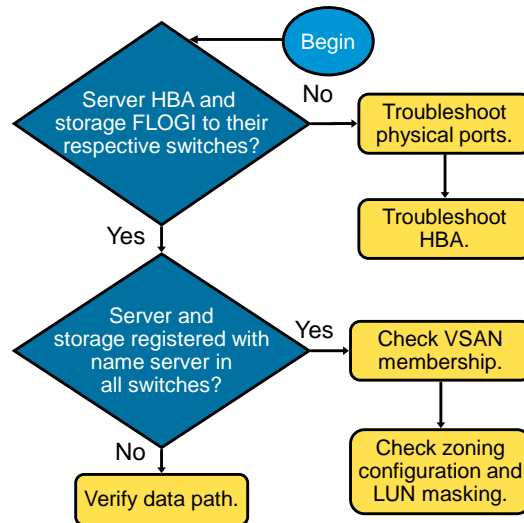 Begin
Server HBA and
storage FLOGI to their
respective switches?
No
Troubleshoot
physical ports.
Troubleshoot
HBA.
Yes
Server and
storage registered with
name server in
all switches?
Yes
Check VSAN
membership.
Check zoning
configuration and
LUN masking.
No
Verify data path.